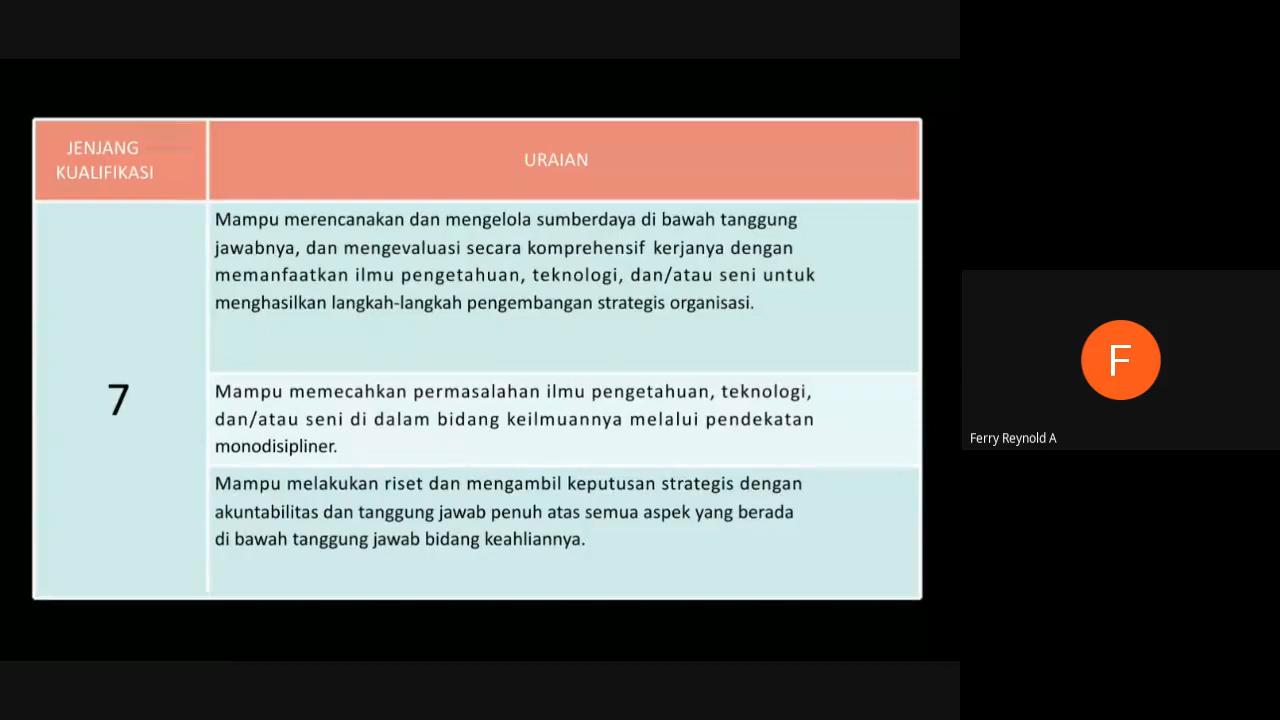 JENJANG
KUALIFIKASI
URAIAN
7
Mampu merencanakan dan mengelola sumberdaya di bawah tanggung
jawabnya, dan mengevaluasi secara komprehensif kerjanya dengan
memanfaatkan ilmu pengetahuan, teknologi, dan/atau seni untuk
menghasilkan langkah-langkah pengembangan strategis organisasi.
Mampu memecahkan permasalahan ilmu pengetahuan, teknologi,
dan/atau seni di dalam bidang keilmuannya melalui pendekatan
monodisipliner.
Mampu melakukan riset dan mengambil keputusan strategis dengan
akuntabilitas dan tanggung jawab penuh atas semua aspek yang berada
di bawah tanggung jawab bidang keahliannya.
F
Ferry Reynold A